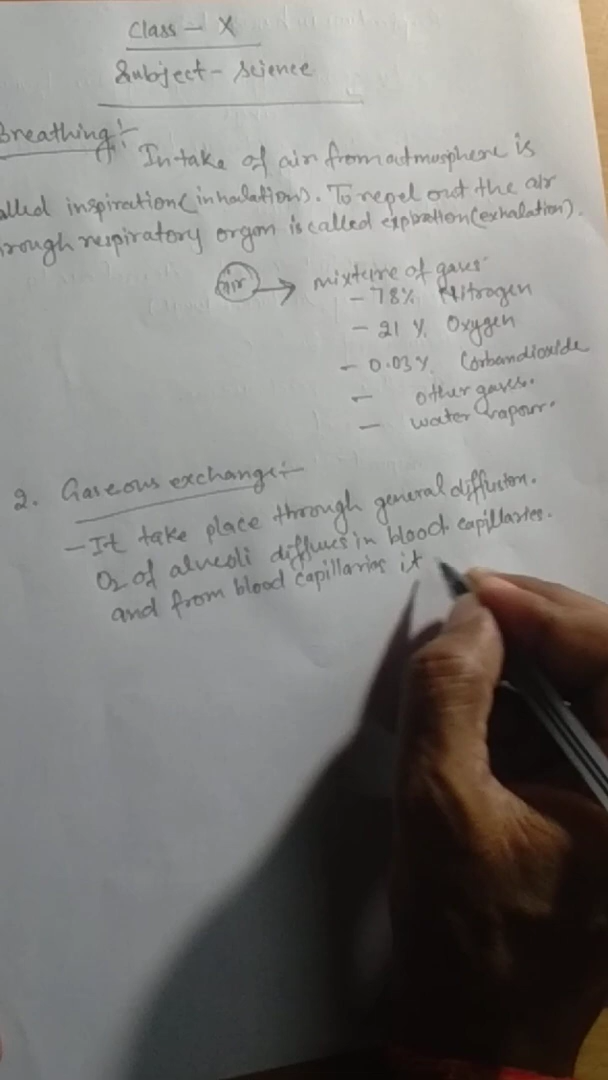 Class - X
Subject - Science
Breathing:-
Intake of air from atmosphere is
alled inspiration (inhalation). To repel out the air
hrough respiratory organ is called expiration (exhalation).
air → mixture of gases
- 78% Nitrogen
- 21 % Oxygen
- 0.03% Carbandioxide
- other gases.
- water vapour.
2. Gaseous exchange:-
- It take place through general diffusion.
O2 of alveoli diffuses in blood capillaries.
and from blood capillaries it